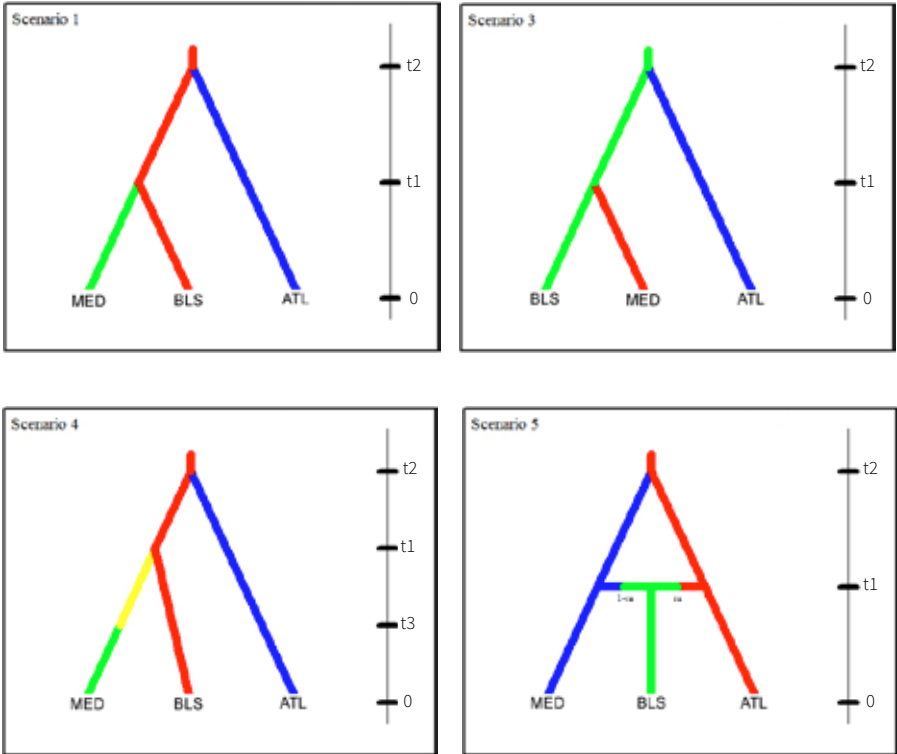 Scenario 1
t2
t1
MED BLS ATL 0
Scenario 3
t2
t1
BLS MED ATL 0
Scenario 4
t2
t1
t3
MED BLS ATL 0
Scenario 5
t2
t1
MED BLS ATL 0